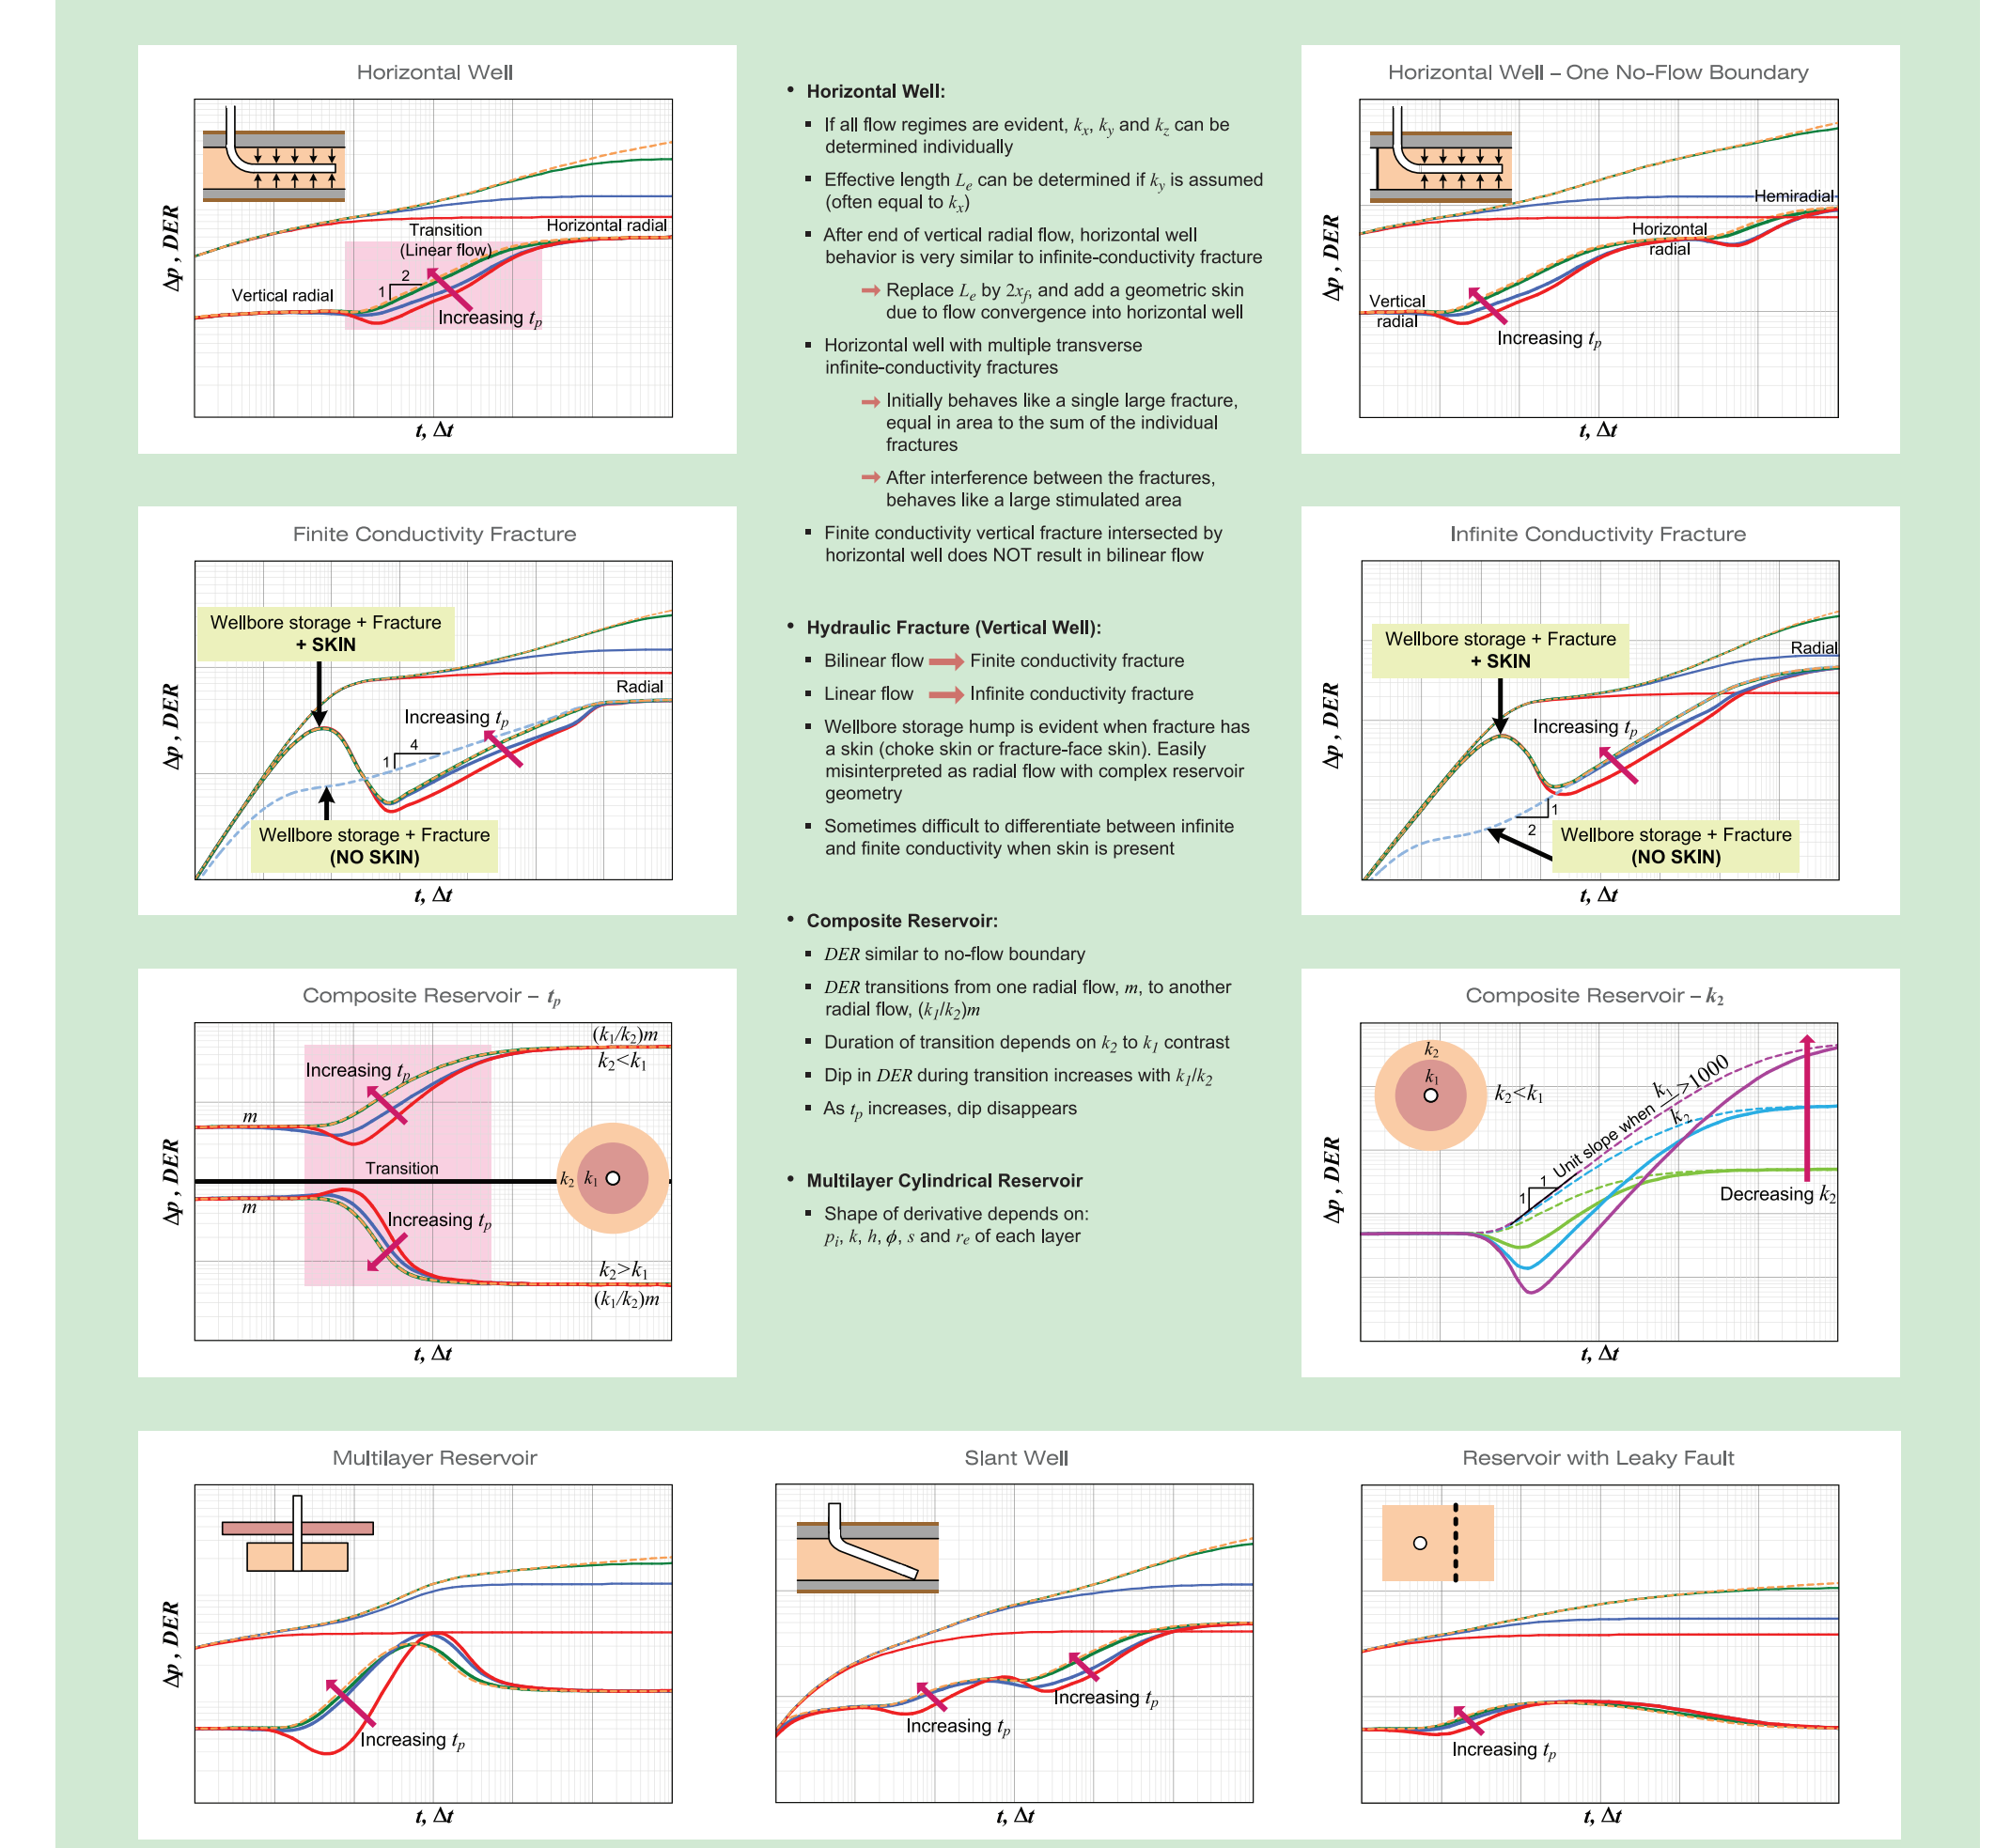 Horizontal Well
Δp , DER
Transition
(Linear flow)
Horizontal radial
2
1
Vertical radial
Increasing tp
t, Δt
• Horizontal Well:
▪ If all flow regimes are evident, kx, ky and kz can be
determined individually
▪ Effective length Le can be determined if ky is assumed
(often equal to kx)
▪ After end of vertical radial flow, horizontal well
behavior is very similar to infinite-conductivity fracture
→ Replace Le by 2xf, and add a geometric skin
due to flow convergence into horizontal well
▪ Horizontal well with multiple transverse
infinite-conductivity fractures
→ Initially behaves like a single large fracture,
equal in area to the sum of the individual
fractures
→ After interference between the fractures,
behaves like a large stimulated area
▪ Finite conductivity vertical fracture intersected by
horizontal well does NOT result in bilinear flow
Horizontal Well – One No-Flow Boundary
Δp , DER
Hemiradial
Horizontal
radial
Vertical
radial
Increasing tp
t, Δt
Finite Conductivity Fracture
Δp , DER
Wellbore storage + Fracture
+ SKIN
Radial
Increasing tp
4
1
Wellbore storage + Fracture
(NO SKIN)
t, Δt
• Hydraulic Fracture (Vertical Well):
▪ Bilinear flow → Finite conductivity fracture
▪ Linear flow → Infinite conductivity fracture
▪ Wellbore storage hump is evident when fracture has
a skin (choke skin or fracture-face skin). Easily
misinterpreted as radial flow with complex reservoir
geometry
▪ Sometimes difficult to differentiate between infinite
and finite conductivity when skin is present
Infinite Conductivity Fracture
Δp , DER
Wellbore storage + Fracture
+ SKIN
Radial
Increasing tp
1
2
Wellbore storage + Fracture
(NO SKIN)
t, Δt
Composite Reservoir – tp
Δp , DER
(k1/k2)m
k2<k1
Increasing tp
m
Transition
k2 k1
m
Increasing tp
k2>k1
(k1/k2)m
t, Δt
• Composite Reservoir:
▪ DER similar to no-flow boundary
▪ DER transitions from one radial flow, m, to another
radial flow, (k1/k2)m
▪ Duration of transition depends on k2 to k1 contrast
▪ Dip in DER during transition increases with k1/k2
▪ As tp increases, dip disappears
• Multilayer Cylindrical Reservoir
▪ Shape of derivative depends on:
pi, k, h, ϕ, s and re of each layer
Composite Reservoir – k2
Δp , DER
k2
k1
k2<k1
Unit slope when k1/k2 >1000
1
1
Decreasing k2
t, Δt
Multilayer Reservoir
Δp , DER
Increasing tp
t, Δt
Slant Well
Increasing tp
Increasing tp
t, Δt
Reservoir with Leaky Fault
Δp , DER
Increasing tp
t, Δt